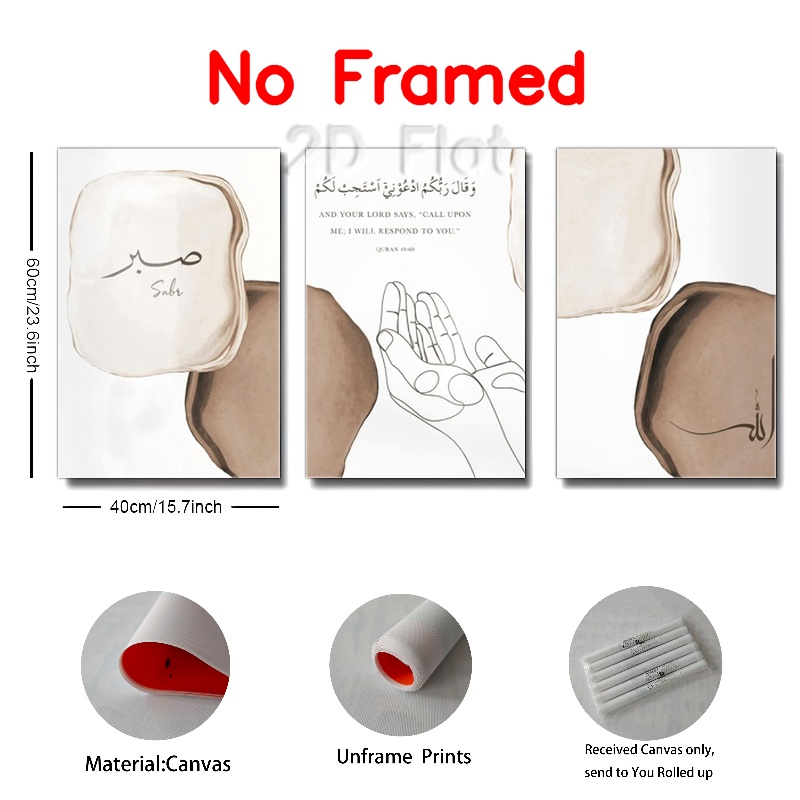 No Framed
2D Flat
وَقَالَ رَبُّكُمُ ادْعُوْنِيْٓ اَسْتَجِبْ لَكُمْ
AND YOUR LORD SAYS, “CALL UPON
ME; I WILL RESPOND TO YOU.”
QURAN 40:60
صبر
Sabr
الله
60cm/23.6inch
40cm/15.7inch
Material:Canvas
Unframe Prints
Received Canvas only,
send to You Rolled up